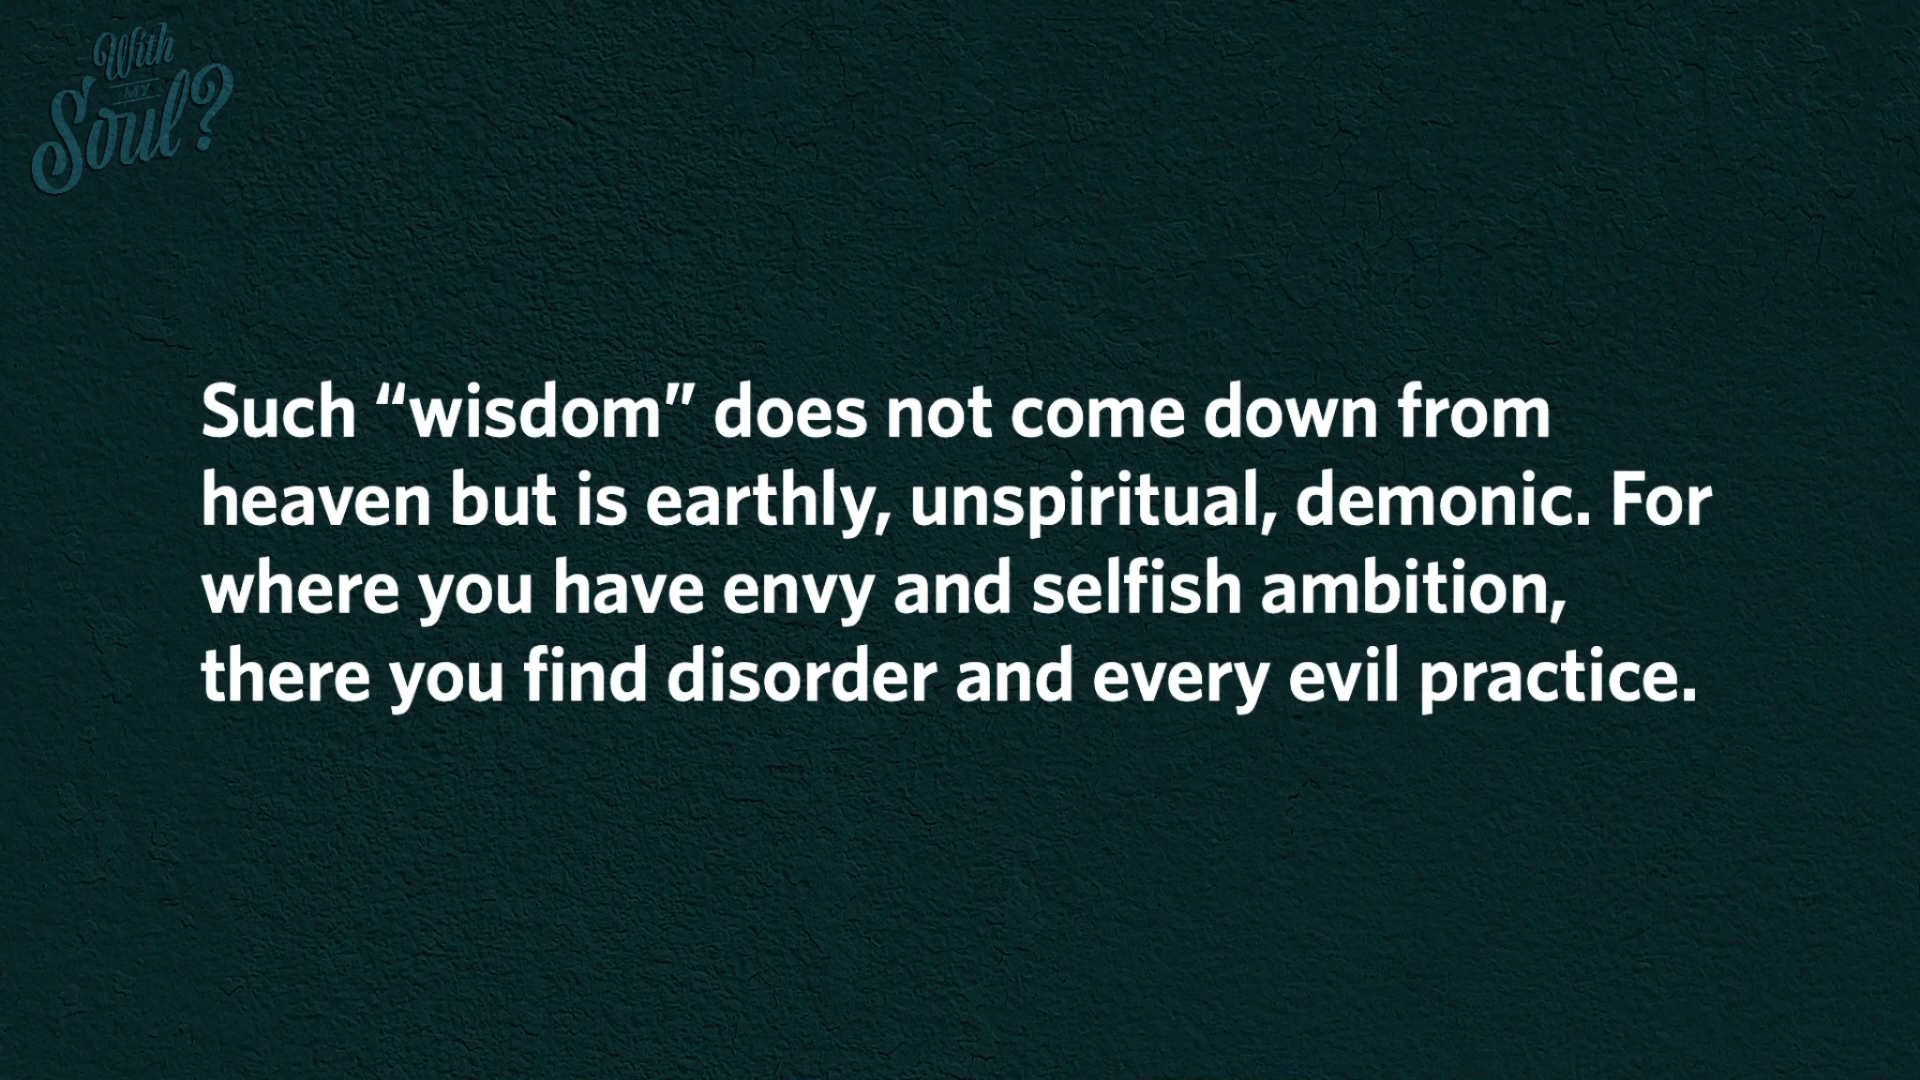 With
MY
Soul?
Such “wisdom” does not come down from
heaven but is earthly, unspiritual, demonic. For
where you have envy and selfish ambition,
there you find disorder and every evil practice.